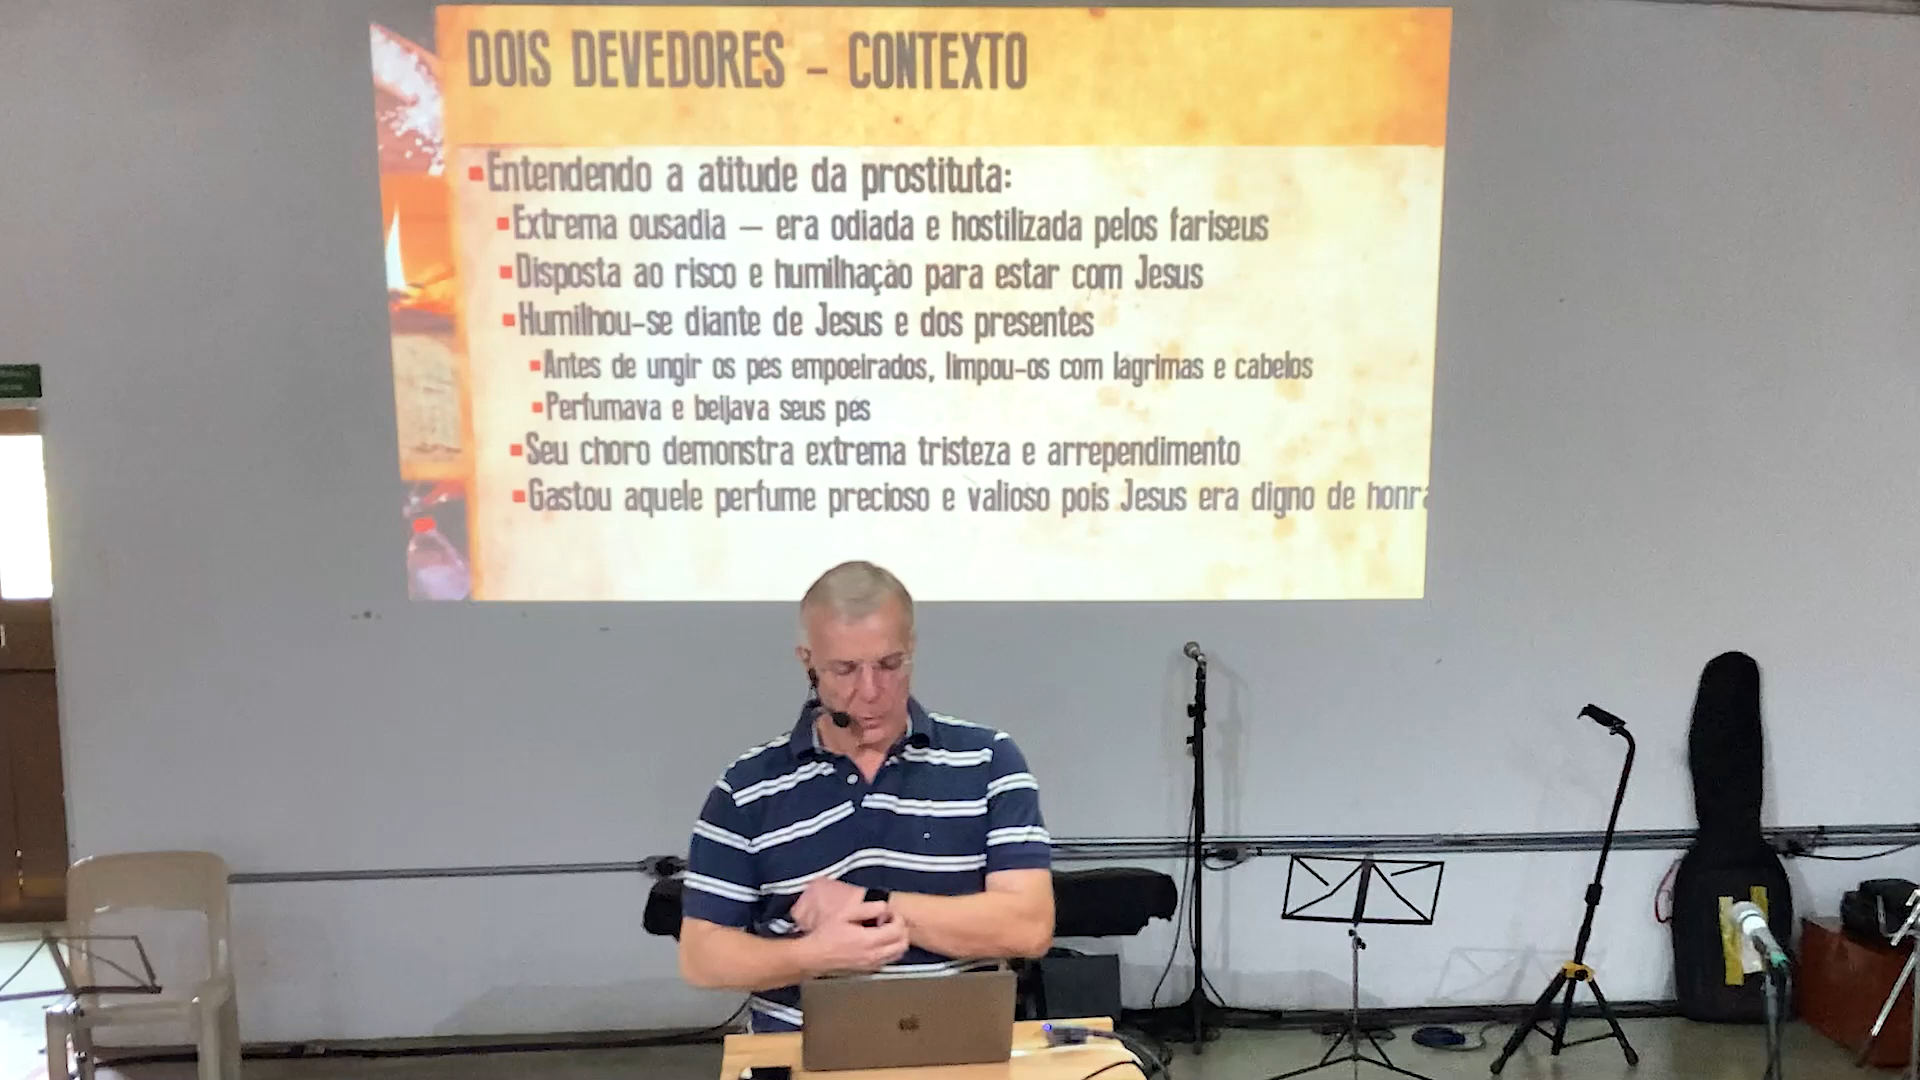 DOIS DEVEDORES – CONTEXTO
Entendendo a atitude da prostituta:
Extrema ousadia – era odiada e hostilizada pelos fariseus
Disposta ao risco e humilhação para estar com Jesus
Humilhou-se diante de Jesus e dos presentes
Antes de ungir os pés empoeirados, limpou-os com lagrimas e cabelos
Perfumava e beijava seus pés
Seu choro demonstra extrema tristeza e arrependimento
Gastou aquele perfume precioso e valioso pois Jesus era digno de honra